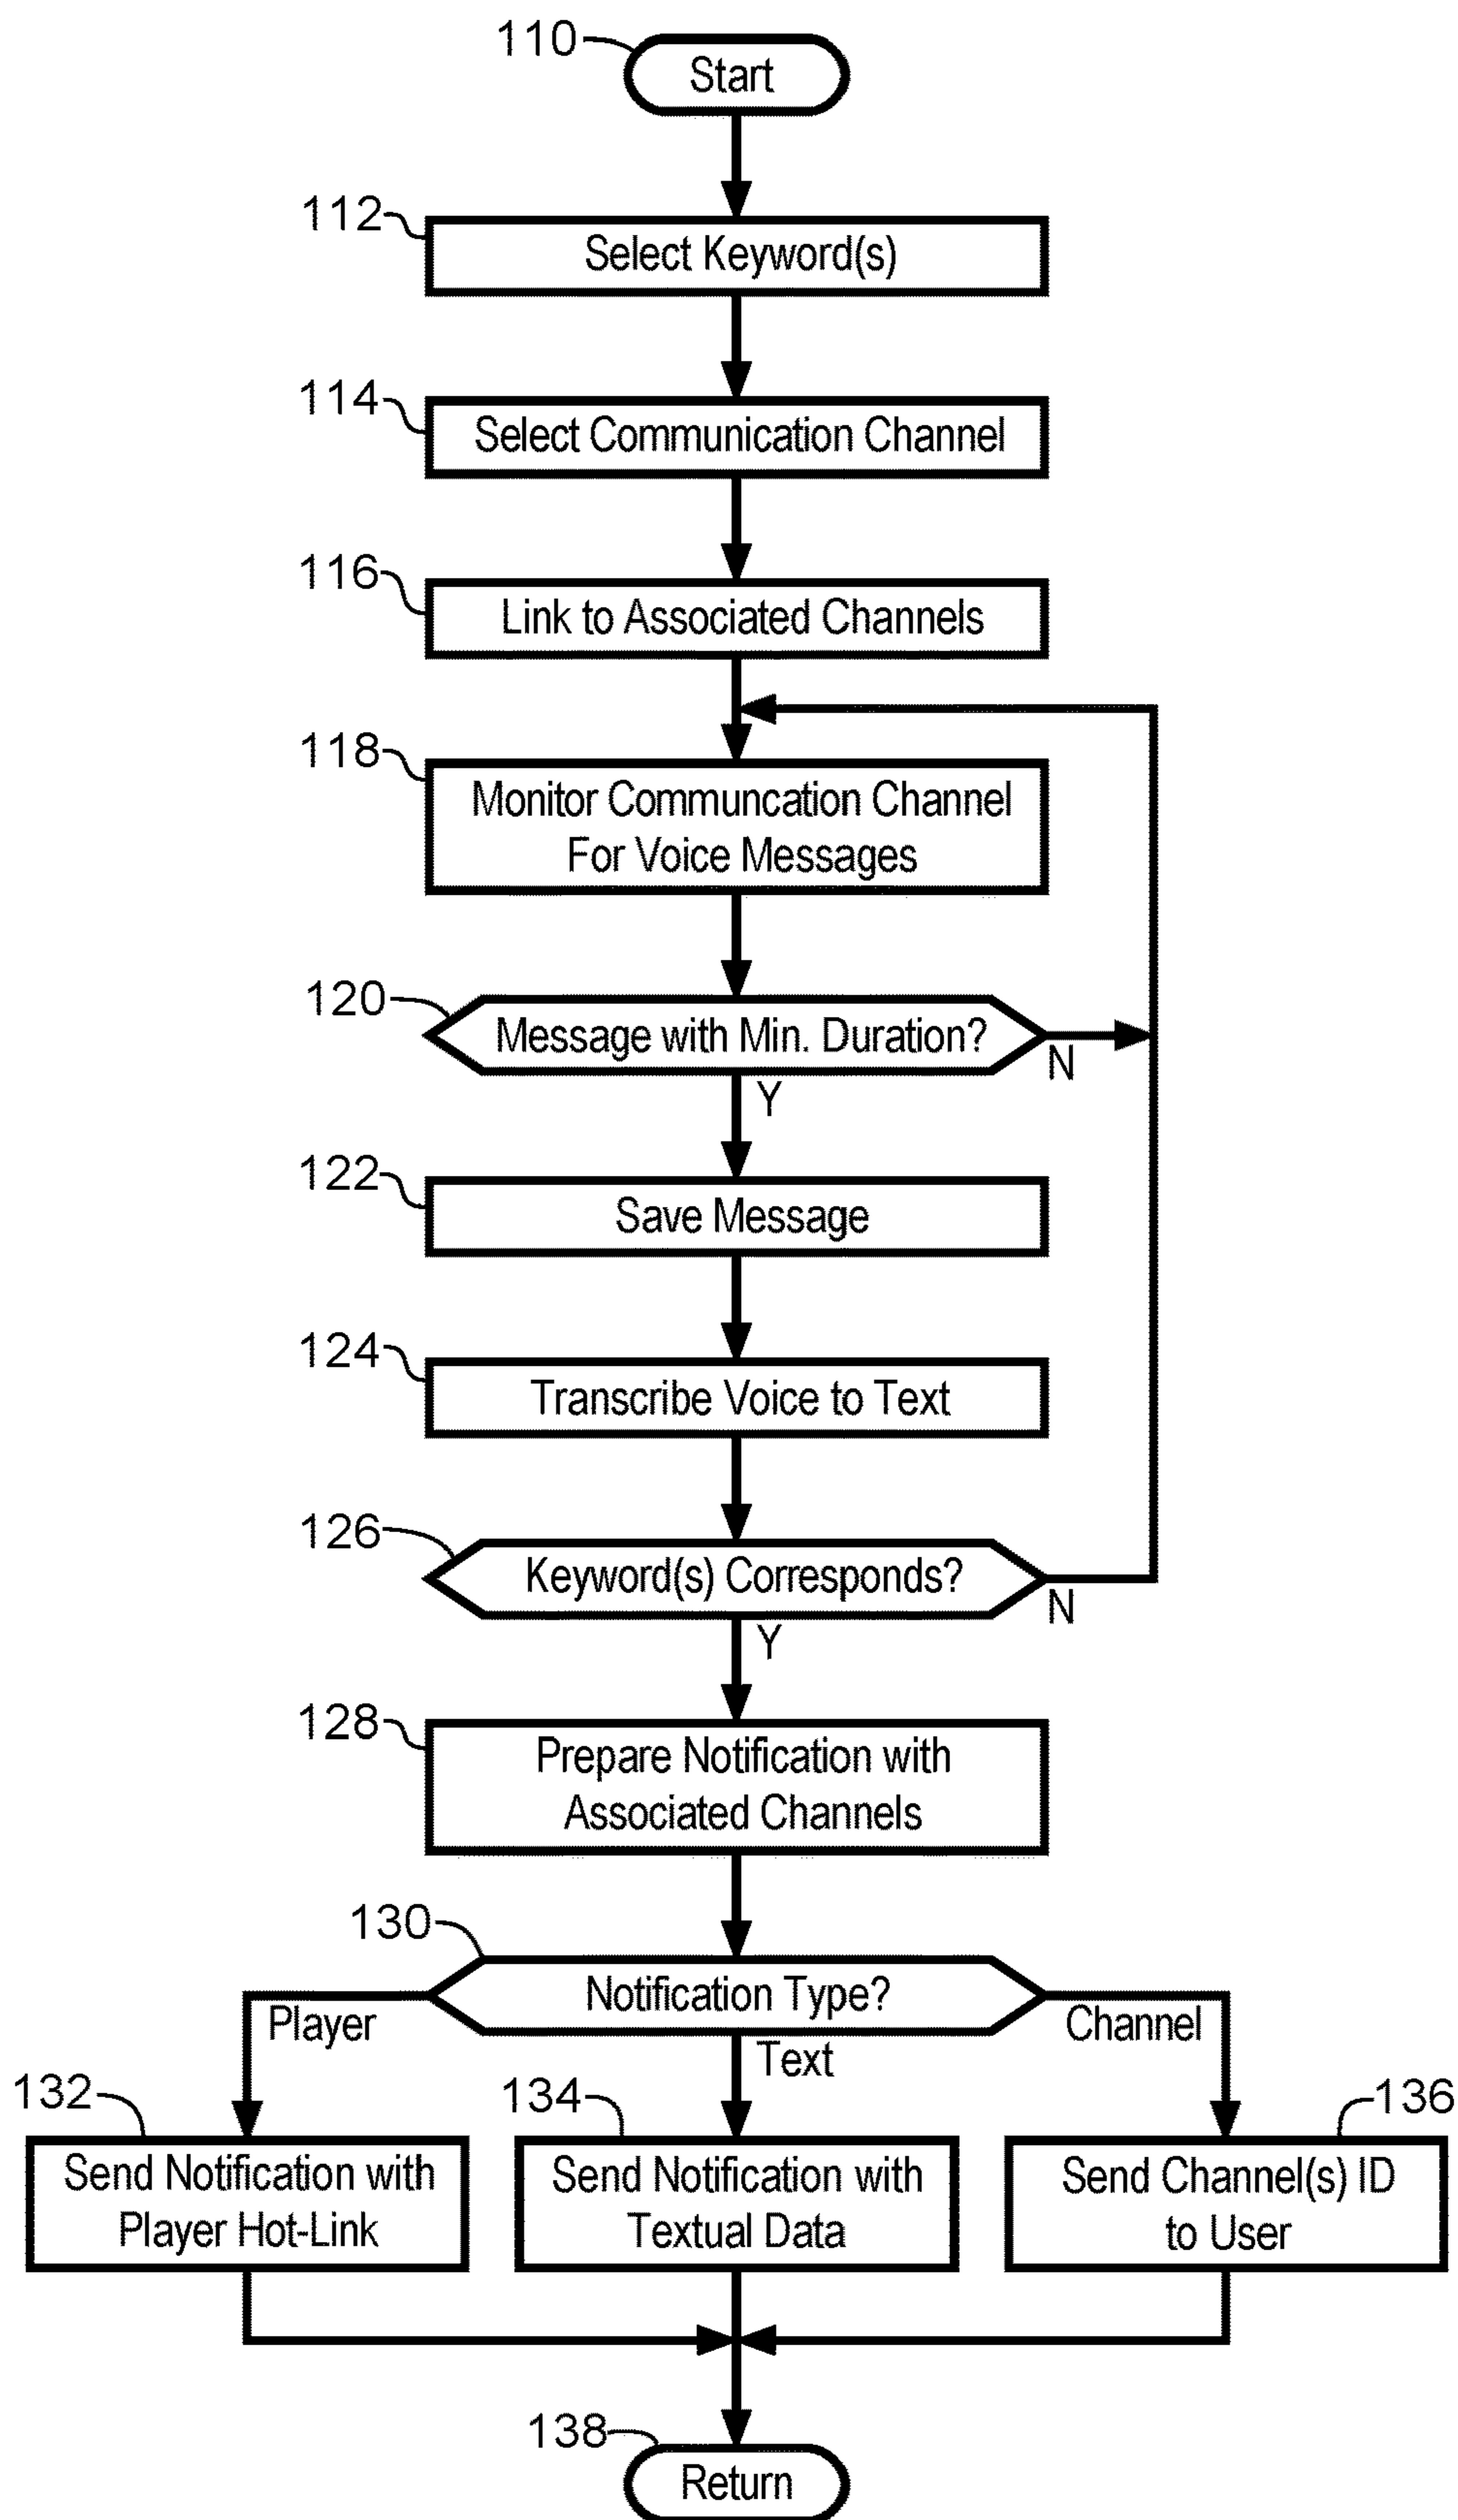 110
Start
112
Select Keyword(s)
114
Select Communication Channel
116
Link to Associated Channels
118
Monitor Communcation Channel
For Voice Messages
120
Message with Min. Duration?
N
Y
122
Save Message
124
Transcribe Voice to Text
126
Keyword(s) Corresponds?
N
Y
128
Prepare Notification with
Associated Channels
130
Notification Type?
Player
Text
Channel
132
Send Notification with
Player Hot-Link
134
Send Notification with
Textual Data
136
Send Channel(s) ID
to User
138
Return